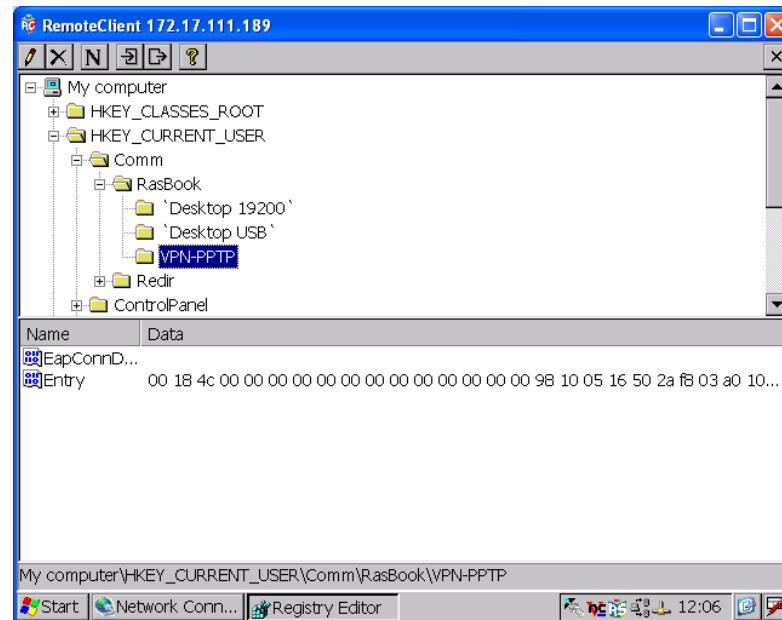 RemoteClient 172.17.111.189
N
My computer
HKEY_CLASSES_ROOT
HKEY_CURRENT_USER
Comm
RasBook
`Desktop 19200`
`Desktop USB`
VPN-PPTP
Redir
ControlPanel
Name Data
EapConnD...
Entry 00 18 4c 00 00 00 00 00 00 00 00 00 00 00 00 00 98 10 05 16 50 2a f8 03 a0 10...
My computer\HKEY_CURRENT_USER\Comm\RasBook\VPN-PPTP
Start Network Conn... Registry Editor 12:06